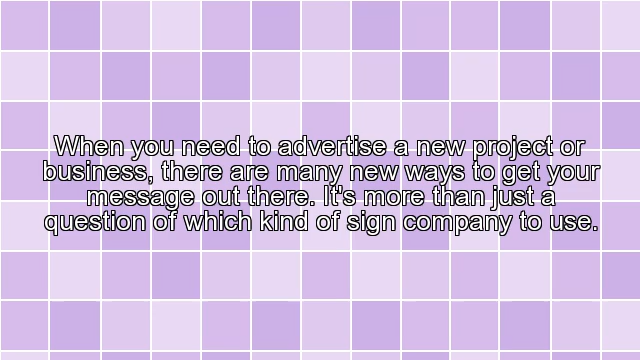 When you need to advertise a new project or
business, there are many new ways to get your
message out there. It's more than just a
question of which kind of sign company to use.